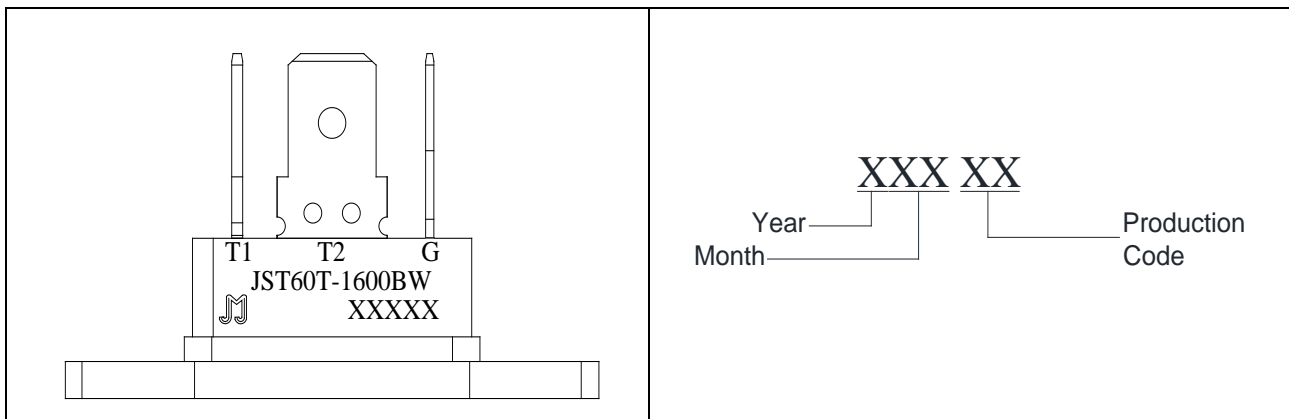 T1 T2 G
JST60T-1600BW
XXXXX
XXX XX
Year
Month
Production
Code